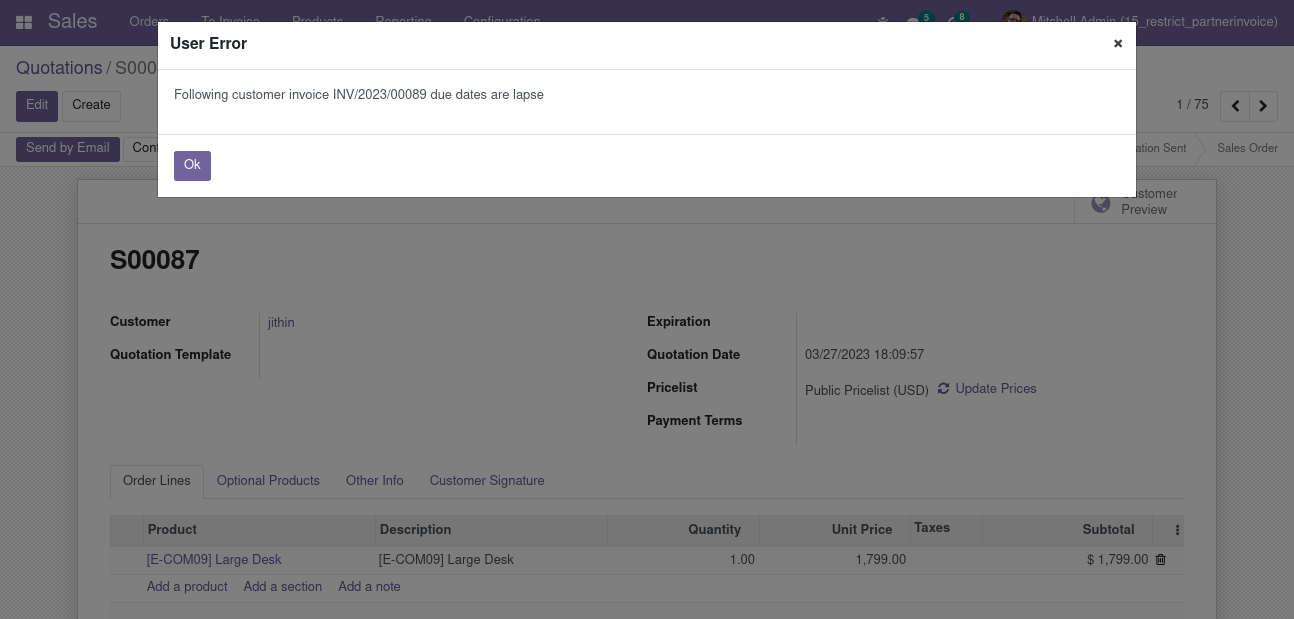 Sales Orders To Invoice Products Reporting Configuration 5 8 Mitchell Admin (15_restrict_partnerinvoice)
User Error ×
Quotations / S000
Following customer invoice INV/2023/00089 due dates are lapse
Edit Create 1 / 75
Send by Email Conf ation Sent Sales Order
Ok
Customer
Preview
S00087
Customer jithin Expiration
Quotation Template Quotation Date 03/27/2023 18:09:57
Pricelist Public Pricelist (USD) Update Prices
Payment Terms
Order Lines Optional Products Other Info Customer Signature
Product Description Quantity Unit Price Taxes Subtotal
[E-COM09] Large Desk [E-COM09] Large Desk 1.00 1,799.00 $ 1,799.00
Add a product Add a section Add a note